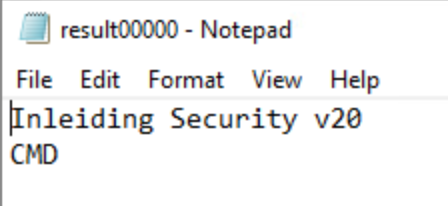 result00000 - Notepad
File Edit Format View Help
Inleiding Security v20
CMD